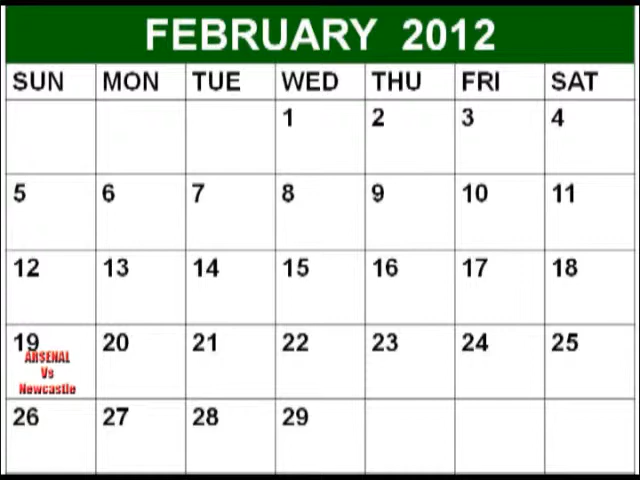 FEBRUARY 2012
SUN MON TUE WED THU FRI SAT
1 2 3 4
5 6 7 8 9 10 11
12 13 14 15 16 17 18
19 20 21 22 23 24 25
ARSENAL
Vs
Newcastle
26 27 28 29